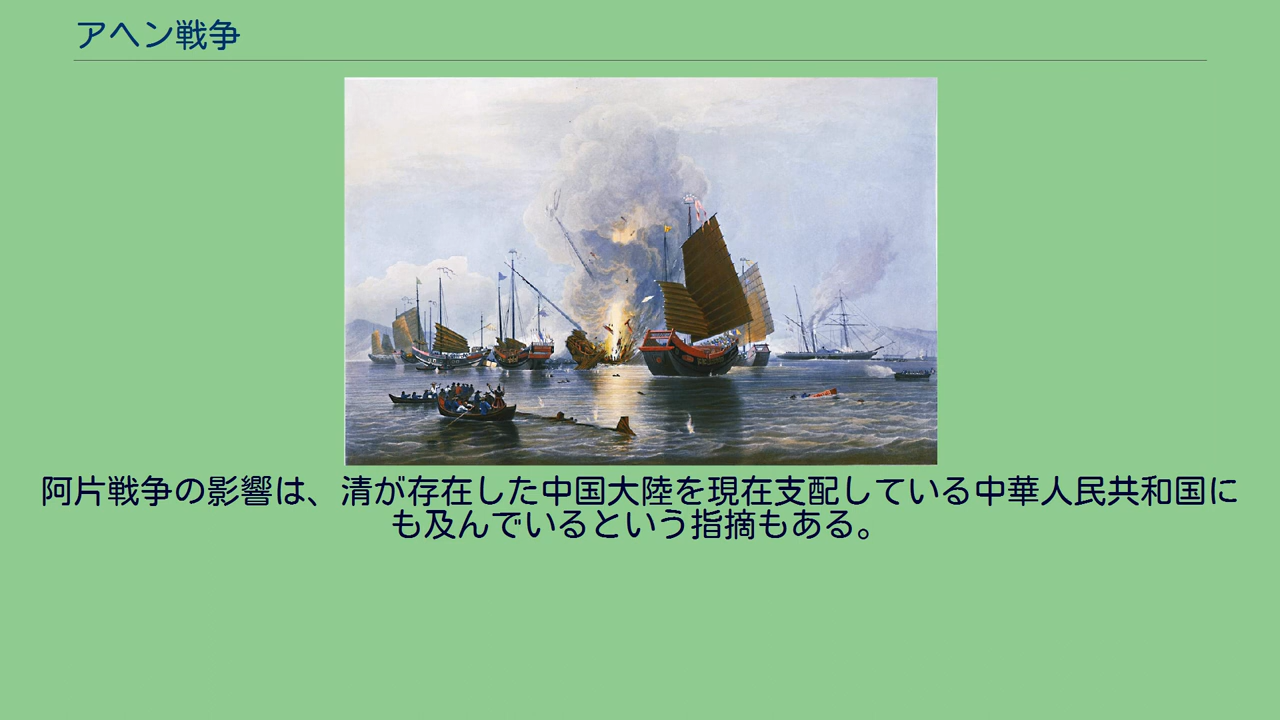 アヘン戦争
阿片戦争の影響は、清が存在した中国大陸を現在支配している中華人民共和国に
も及んでいるという指摘もある。